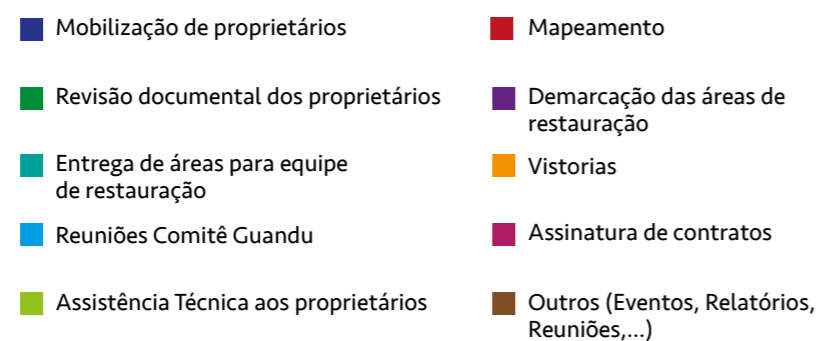 Mobilização de proprietários
Revisão documental dos proprietários
Entrega de áreas para equipe
de restauração
Reuniões Comitê Guandu
Assistência Técnica aos proprietários
Mapeamento
Demarcação das áreas de
restauração
Vistorias
Assinatura de contratos
Outros (Eventos, Relatórios,
Reuniões,...)